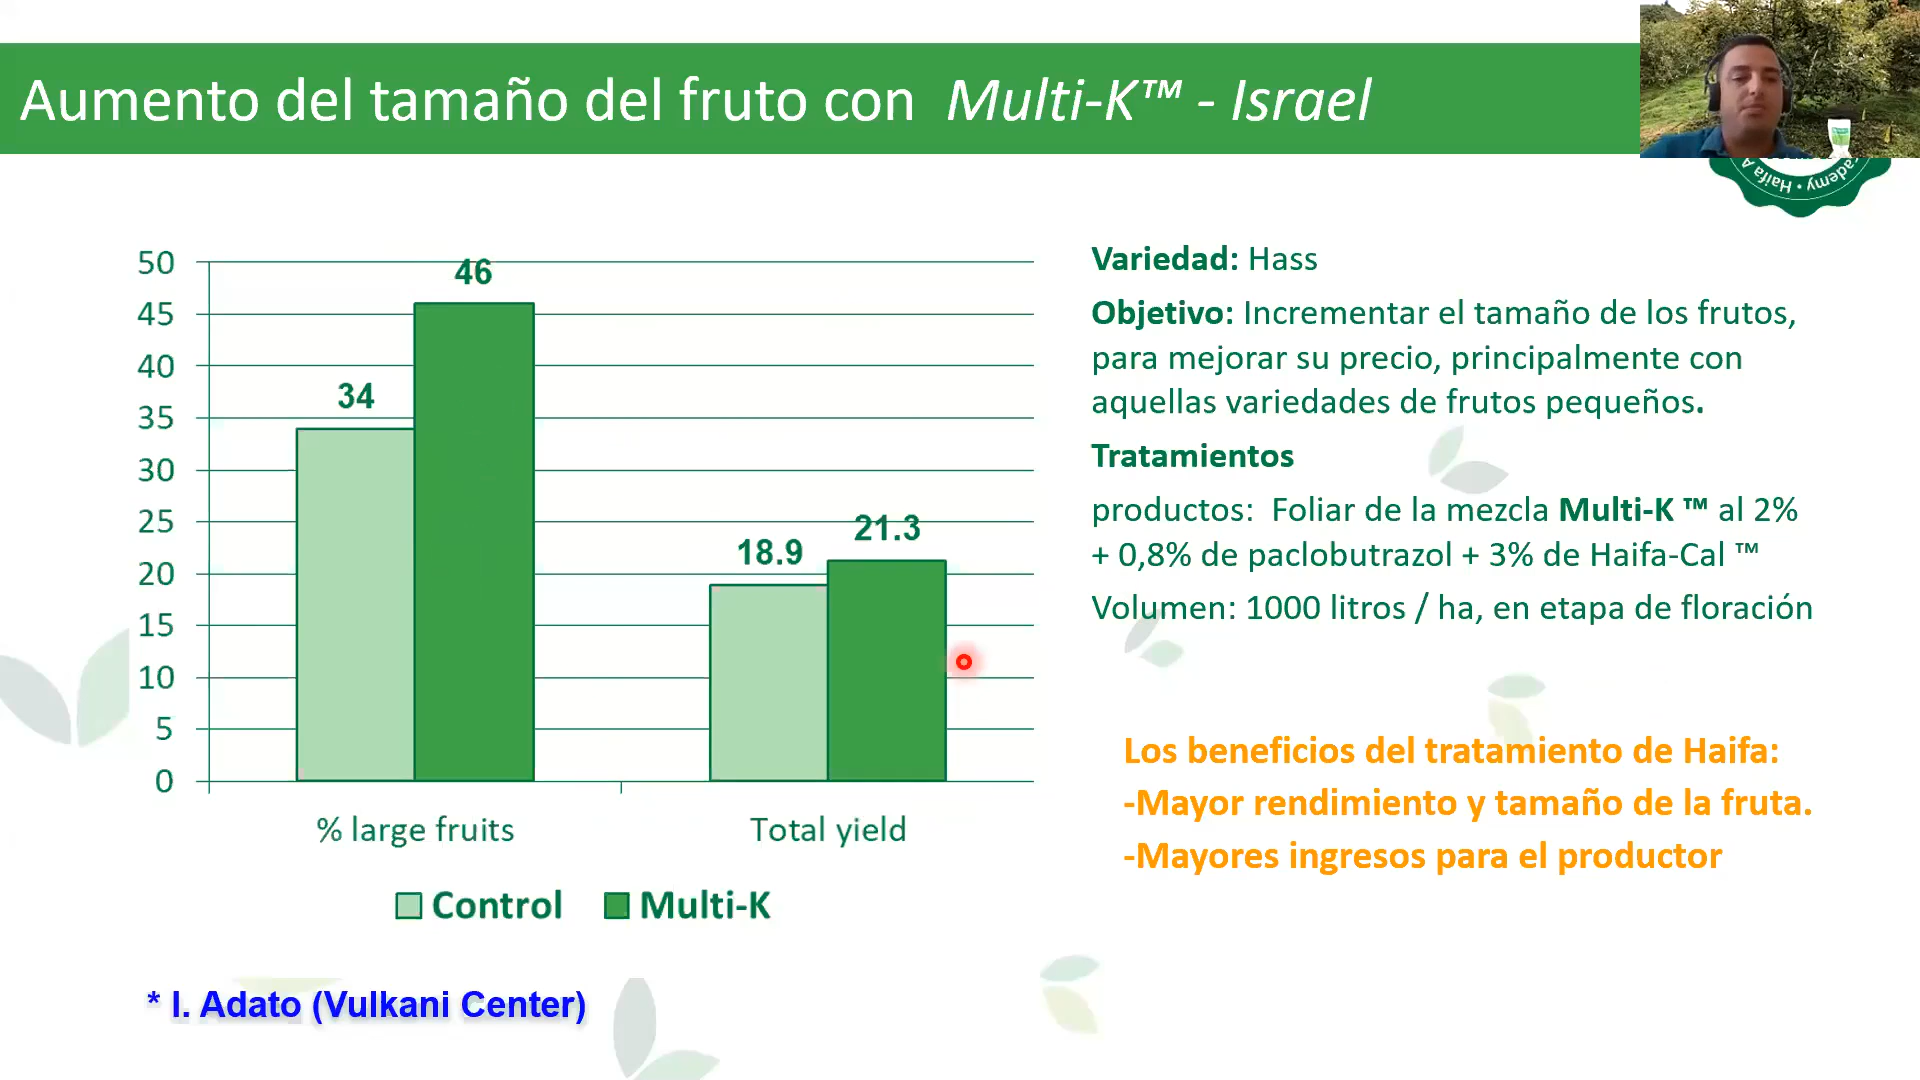 Aumento del tamaño del fruto con Multi-K™ - Israel
Haifa A
cademy
50
45
40
35
30
25
20
15
10
5
0
34
46
18.9
21.3
% large fruits
Total yield
Control
Multi-K
* I. Adato (Vulkani Center)
Variedad: Hass
Objetivo: Incrementar el tamaño de los frutos,
para mejorar su precio, principalmente con
aquellas variedades de frutos pequeños.
Tratamientos
productos: Foliar de la mezcla Multi-K ™ al 2%
+ 0,8% de paclobutrazol + 3% de Haifa-Cal ™
Volumen: 1000 litros / ha, en etapa de floración
Los beneficios del tratamiento de Haifa:
-Mayor rendimiento y tamaño de la fruta.
-Mayores ingresos para el productor